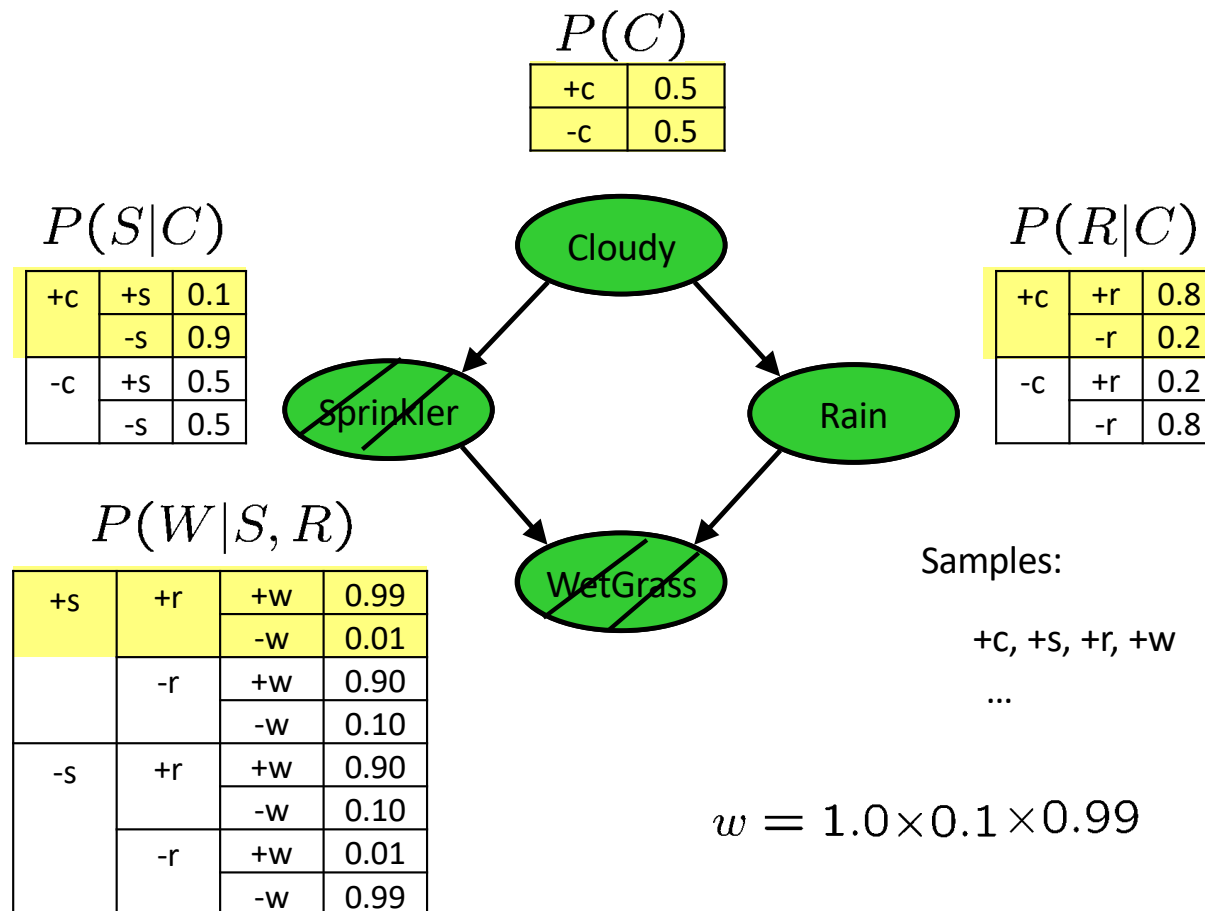 P(C)
+c 0.5
-c 0.5
P(S|C)
+c +s 0.1
-s 0.9
-c +s 0.5
-s 0.5
Cloudy
P(R|C)
+c +r 0.8
-r 0.2
-c +r 0.2
-r 0.8
Sprinkler
Rain
P(W|S, R)
+s +r +w 0.99
-w 0.01
-r +w 0.90
-w 0.10
-s +r +w 0.90
-w 0.10
-r +w 0.01
-w 0.99
WetGrass
Samples:
+c, +s, +r, +w
...
w = 1.0×0.1×0.99